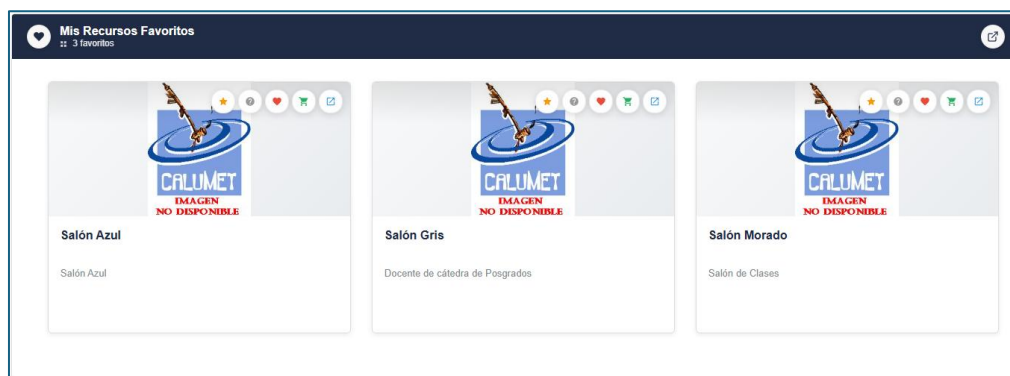 Mis Recursos Favoritos
3 favoritos
CALUMET
IMAGEN
NO DISPONIBLE
Salón Azul
Salón Azul
CALUMET
IMAGEN
NO DISPONIBLE
Salón Gris
Docente de cátedra de Posgrados
CALUMET
IMAGEN
NO DISPONIBLE
Salón Morado
Salón de Clases